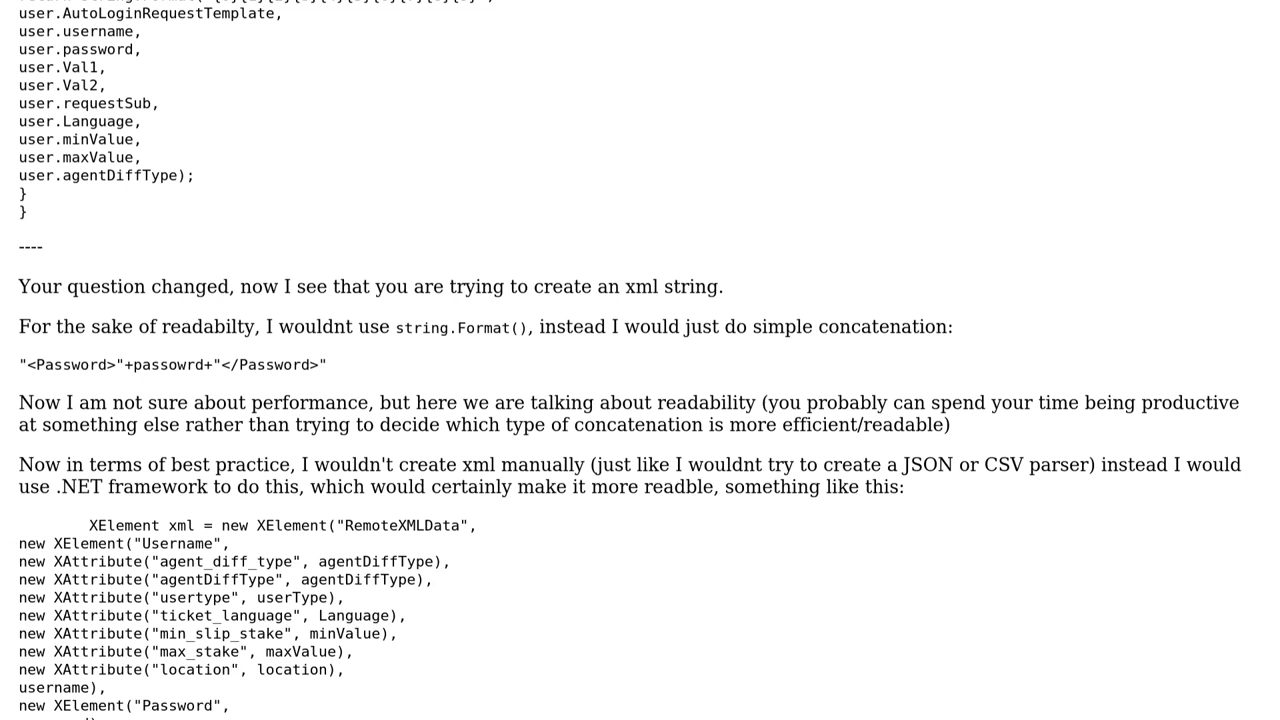 user.AutoLoginRequestTemplate,
user.username,
user.password,
user.Val1,
user.Val2,
user.requestSub,
user.Language,
user.minValue,
user.maxValue,
user.agentDiffType);
}
}
----
Your question changed, now I see that you are trying to create an xml string.
For the sake of readabilty, I wouldnt use string.Format(), instead I would just do simple concatenation:
"<Password>"+passowrd+"</Password>"
Now I am not sure about performance, but here we are talking about readability (you probably can spend your time being productive
at something else rather than trying to decide which type of concatenation is more efficient/readable)
Now in terms of best practice, I wouldn't create xml manually (just like I wouldnt try to create a JSON or CSV parser) instead I would
use .NET framework to do this, which would certainly make it more readble, something like this:
XElement xml = new XElement("RemoteXMLData",
new XElement("Username",
new XAttribute("agent_diff_type", agentDiffType),
new XAttribute("agentDiffType", agentDiffType),
new XAttribute("usertype", userType),
new XAttribute("ticket_language", Language),
new XAttribute("min_slip_stake", minValue),
new XAttribute("max_stake", maxValue),
new XAttribute("location", location),
username),
new XElement("Password",